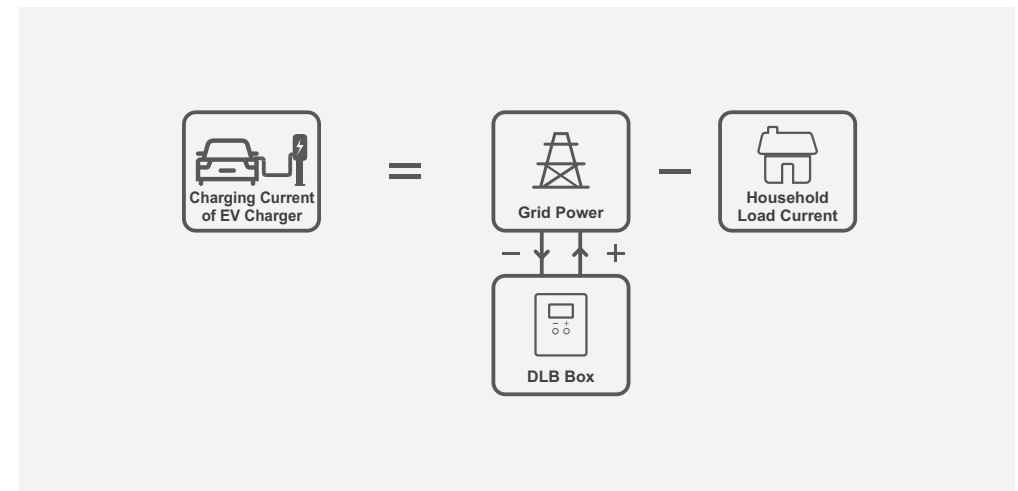 Charging Current
of EV Charger
=
Grid Power
−
Household
Load Current
− +
− +
DLB Box